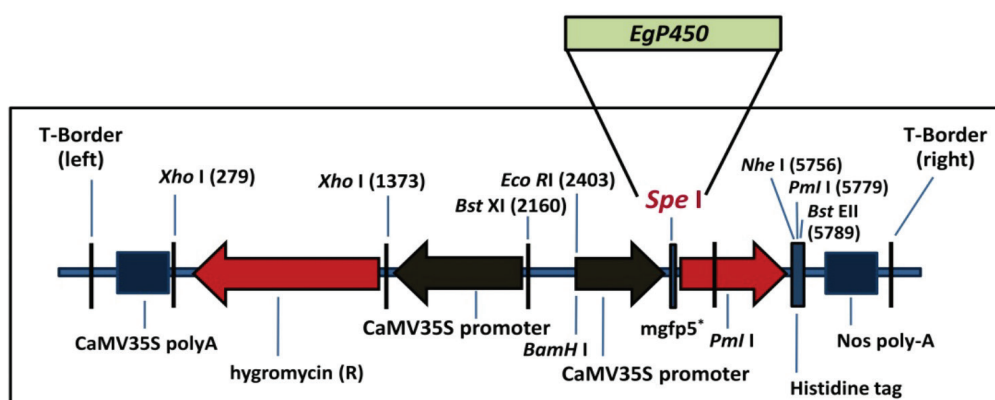 EgP450
T-Border
(left)
Xho I (279)
Xho I (1373)
Eco RI (2403)
Bst XI (2160)
Spe I
Nhe I (5756)
Pml I (5779)
Bst EII
(5789)
T-Border
(right)
CaMV35S polyA
hygromycin (R)
CaMV35S promoter
BamH I
CaMV35S promoter
mgfp5*
Pml I
Histidine tag
Nos poly-A